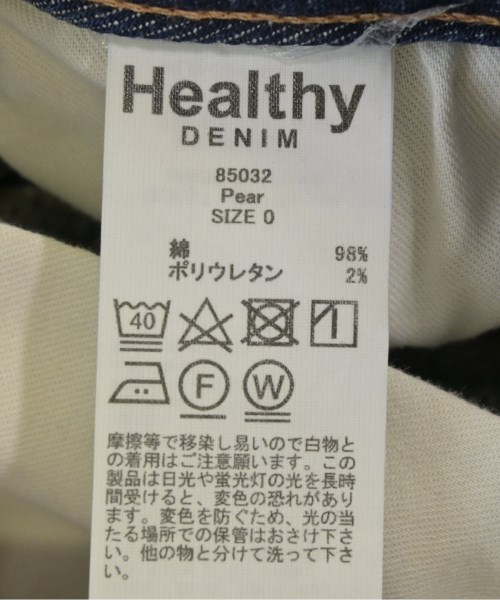 Healthy
DENIM
85032
Pear
SIZE 0
綿 98%
ポリウレタン 2%
40
F W
摩擦等で移染し易いので白物と
の着用はご注意願います。この
製品は日光や蛍光灯の光を長時
間受けると、変色の恐れがあり
ます。変色を防ぐため、光の当
たる場所での保管はおさけ下さ
い。他の物と分けて洗って下さ
い。